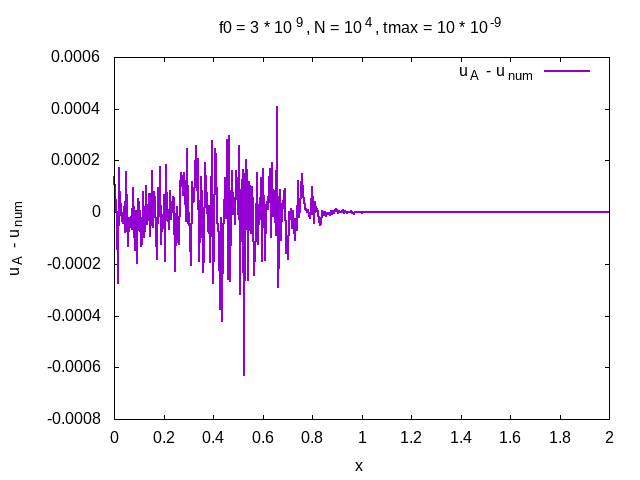 f0 = 3 * 10^9, N = 10^4, tmax = 10 * 10^-9
u_A - u_num
0.0006
0.0004
0.0002
0
-0.0002
-0.0004
-0.0006
-0.0008
u_A - u_num
0 0.2 0.4 0.6 0.8 1 1.2 1.4 1.6 1.8 2
x